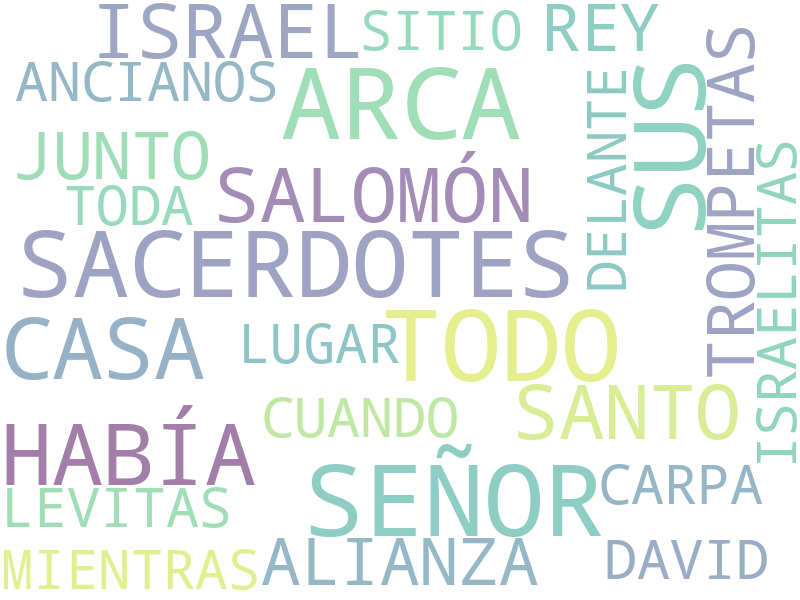 ISRAEL
SITIO
REY
ANCIANOS
ARCA
DELANTE
SUS
TROMPETAS
JUNTO
SALOMÓN
ISRAELITAS
TODA
SACERDOTES
CASA
LUGAR
TODO
SANTO
CUANDO
HABÍA
SEÑOR
CARPA
LEVITAS
MIENTRAS
ALIANZA
DAVID